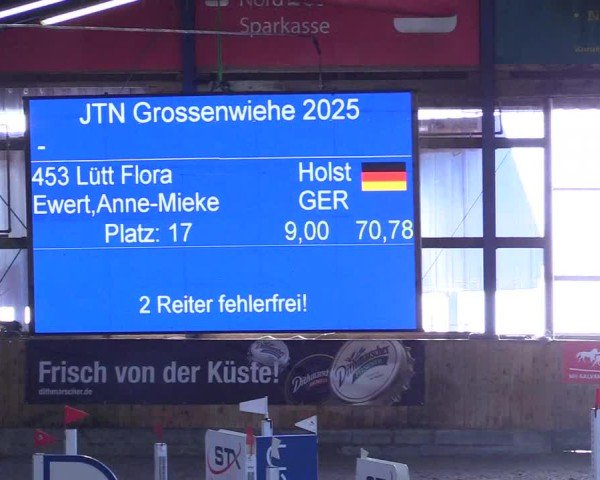 Sparkasse
JTN Grossenwiehe 2025
-
453 Lütt Flora Holst
Ewert,Anne-Mieke GER
Platz: 17 9,00 70,78
2 Reiter fehlerfrei!
Frisch von der Küste!
dithmarscher.de
Dithmarscher
ST